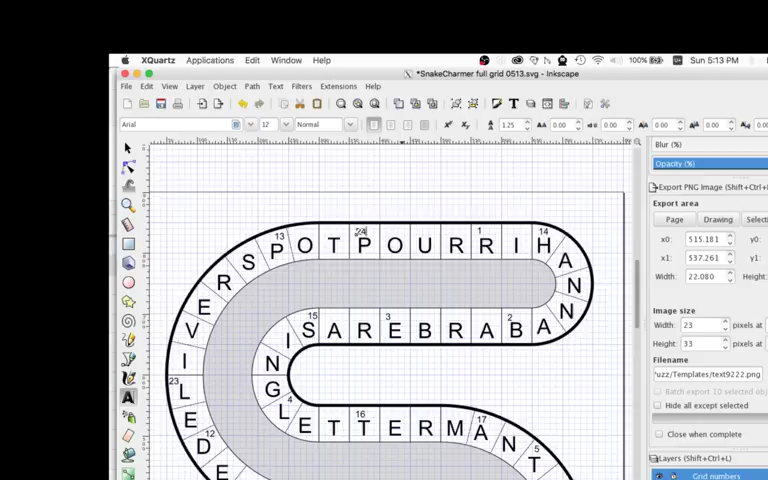 XQuartz Applications Edit Window Help 100% Sun 5:13 PM
*SnakeCharmer full grid 0513.svg - Inkscape
File Edit View Layer Object Path Text Filters Extensions Help
Arial 12 Normal 1.25 0.00 0.00 0.00 0.00
Blur (%)
Opacity (%)
Export PNG Image (Shift+Ctrl+
Export area
Page Drawing Selecti
x0: 515.181 y0:
x1: 537.261 y1:
Width: 22.080 Height:
Image size
Width: 23 pixels at
Height: 33 pixels at
Filename
'uzz/Templates/text9222.png
Batch export 10 selected obj
Hide all except selected
Close when complete
Layers (Shift+Ctrl+L)
Grid numbers
13 24 1 14
S P O T P O U R R I H
R A
E N
V N
I A
15 3 2
I S A R E B R A B
N
G
23 4 16 17
L L E T T E R M A N
E T
12 5
D
E